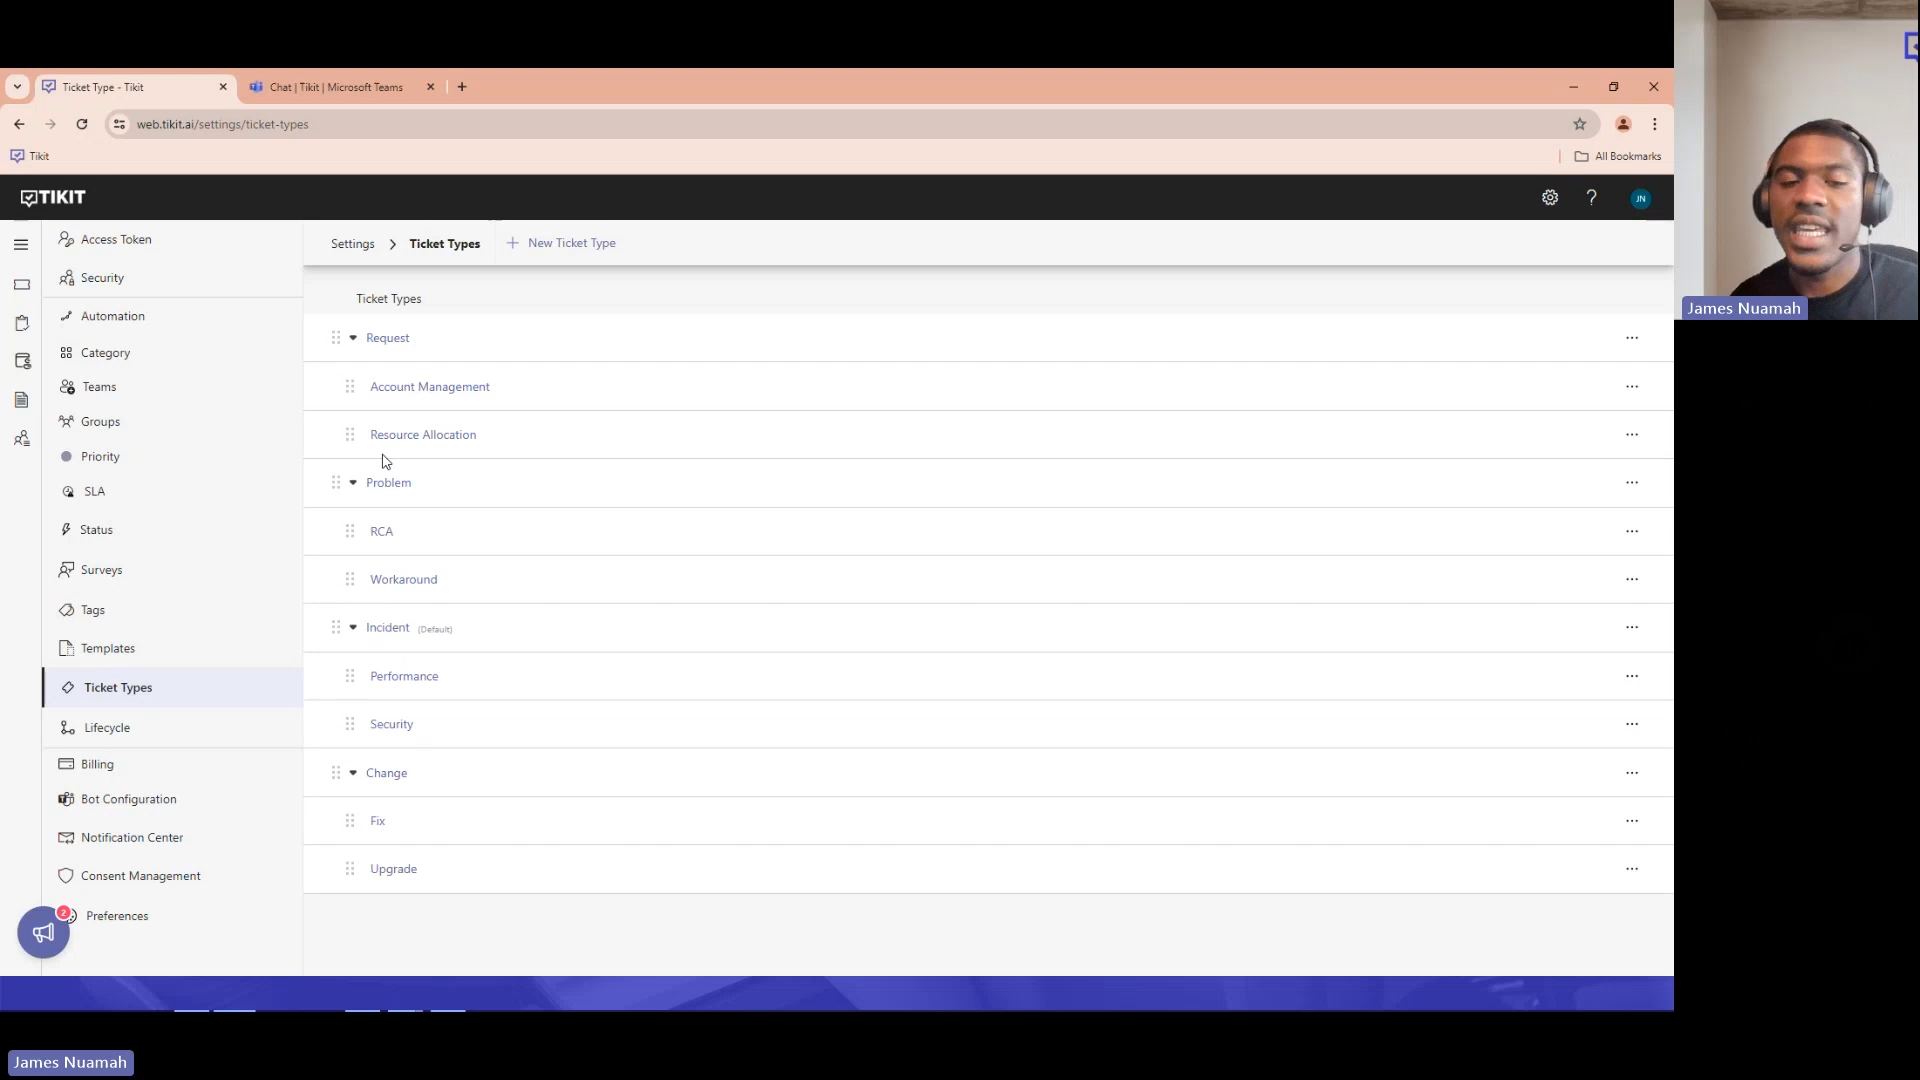 Ticket Type - Tikit
Chat | Tikit | Microsoft Teams
web.tikit.ai/settings/ticket-types
Tikit
All Bookmarks
TIKIT
?
JN
Access Token
Security
Automation
Category
Teams
Groups
Priority
SLA
Status
Surveys
Tags
Templates
Ticket Types
Lifecycle
Billing
Bot Configuration
Notification Center
Consent Management
Preferences
2
Settings > Ticket Types + New Ticket Type
Ticket Types
Request
Account Management
Resource Allocation
Problem
RCA
Workaround
Incident (Default)
Performance
Security
Change
Fix
Upgrade
James Nuamah
James Nuamah